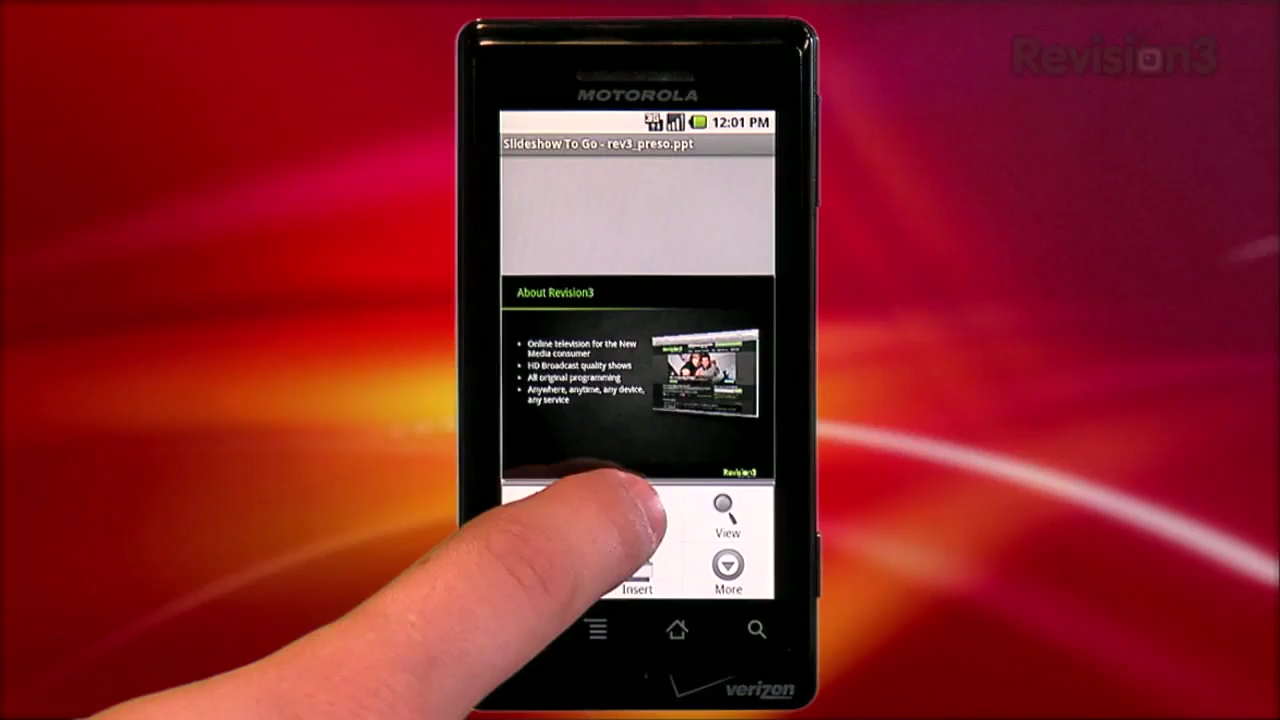 Revision3
MOTOROLA
3G
12:01 PM
Slideshow To Go - rev3_preso.ppt
About Revision3
Online television for the New
Media consumer
HD Broadcast quality shows
All original programming
Anywhere, anytime, any device,
any service
Revision3
View
Insert
More
verizon